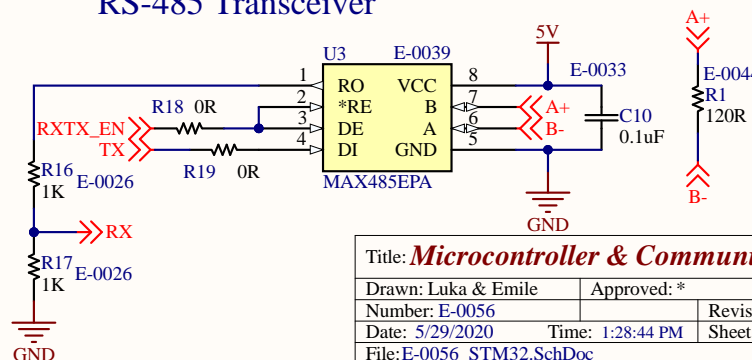 RS-485 Transceiver
A+
5V
U3 E-0039
E-0033
E-0044
R1
120R
1 RO VCC 8
2 *RE B 7 A+
3 DE A 6 B-
4 DI GND 5
MAX485EPA
R18 0R
RXTX_EN
TX
R19 0R
C10
0.1uF
R16
1K E-0026
RX
R17 E-0026
1K
GND
GND
B-
Title: Microcontroller & Communi
Drawn: Luka & Emile Approved: *
Number: E-0056 Revis
Date: 5/29/2020 Time: 1:28:44 PM Sheet
File: E-0056_STM32.SchDoc